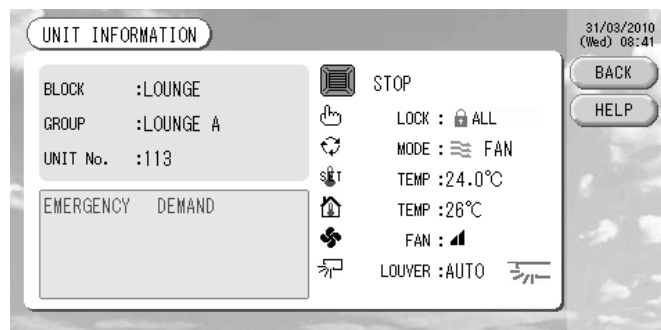 UNIT INFORMATION
31/03/2010
(Wed) 08:41
BACK
HELP
BLOCK :LOUNGE
GROUP :LOUNGE A
UNIT No. :113
EMERGENCY DEMAND
STOP
LOCK : ALL
MODE : FAN
SET TEMP :24.0℃
TEMP :26℃
FAN :
LOUVER :AUTO